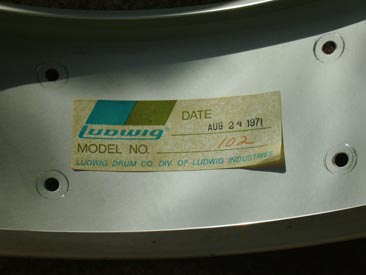 Ludwig
DATE
AUG 24 1971
MODEL NO. 102
LUDWIG DRUM CO. DIV. OF LUDWIG INDUSTRIES